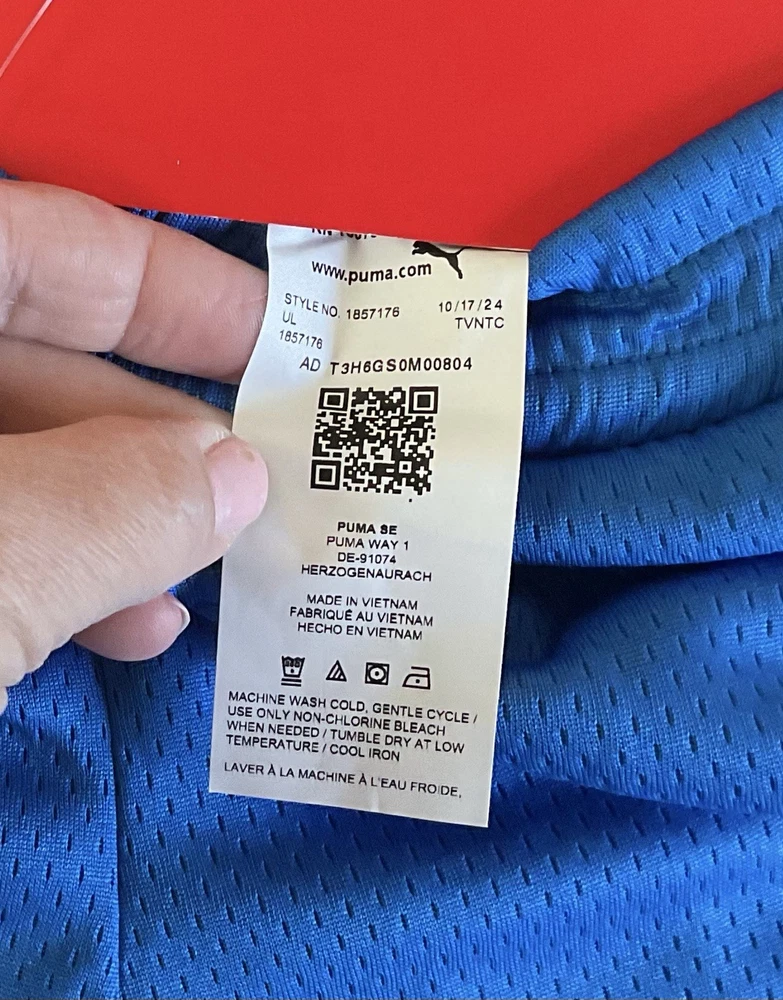 www.puma.com
STYLE NO. 1857176 10/17/24
UL TVNTC
1857176
AD T3H6GS0M00804
PUMA SE
PUMA WAY 1
DE-91074
HERZOGENAURACH
MADE IN VIETNAM
FABRIQUÉ AU VIETNAM
HECHO EN VIETNAM
MACHINE WASH COLD, GENTLE CYCLE /
USE ONLY NON-CHLORINE BLEACH
WHEN NEEDED / TUMBLE DRY AT LOW
TEMPERATURE / COOL IRON
LAVER À LA MACHINE À L'EAU FROIDE,